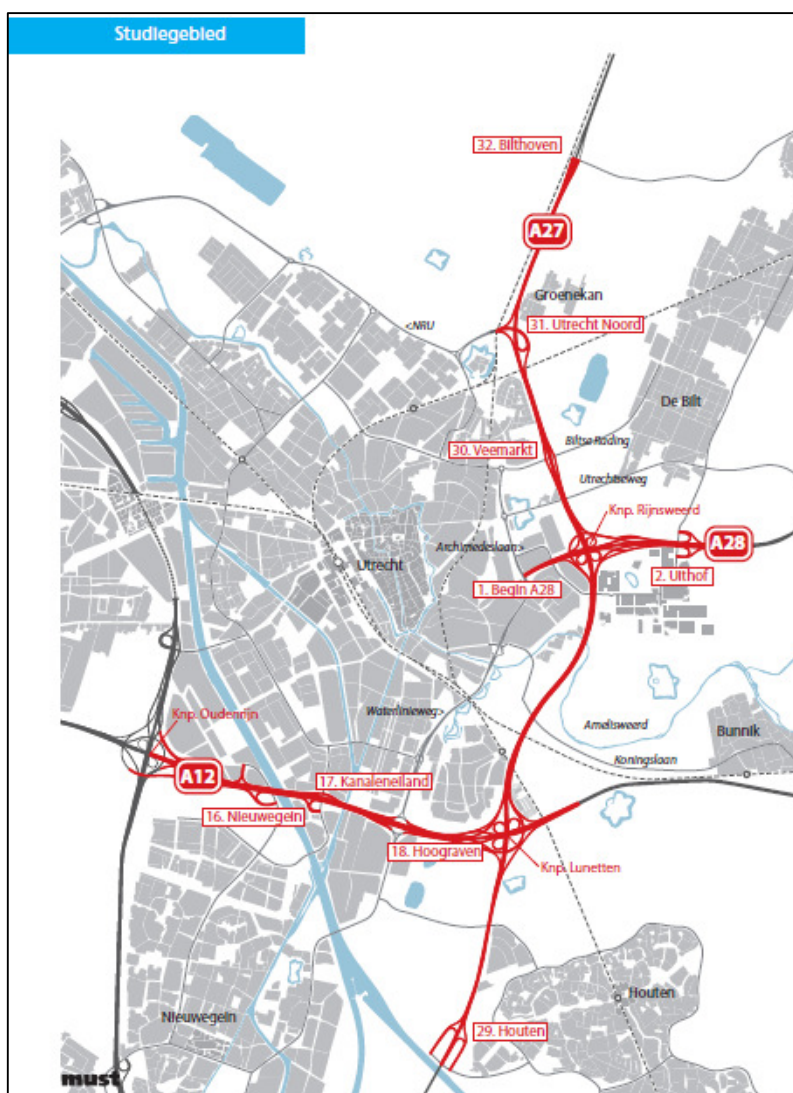 Studiegebied
32. Bilthoven
A27
Groenekan
<NRU
31. Utrecht Noord
De Bilt
Biltse Rading
30. Veemarkt
Utrechtseweg
Knp. Rijnsweerd
Archimedeslaan>
A28
Utrecht
1. Begin A28
2. Uithof
Waterlinieweg>
Amelisweerd
Knp. Oudenrijn
Bunnik
Koningslaan
A12
17. Kanaleneiland
16. Nieuwegein
18. Hoograven
Knp. Lunetten
Houten
Nieuwegein
29. Houten
must